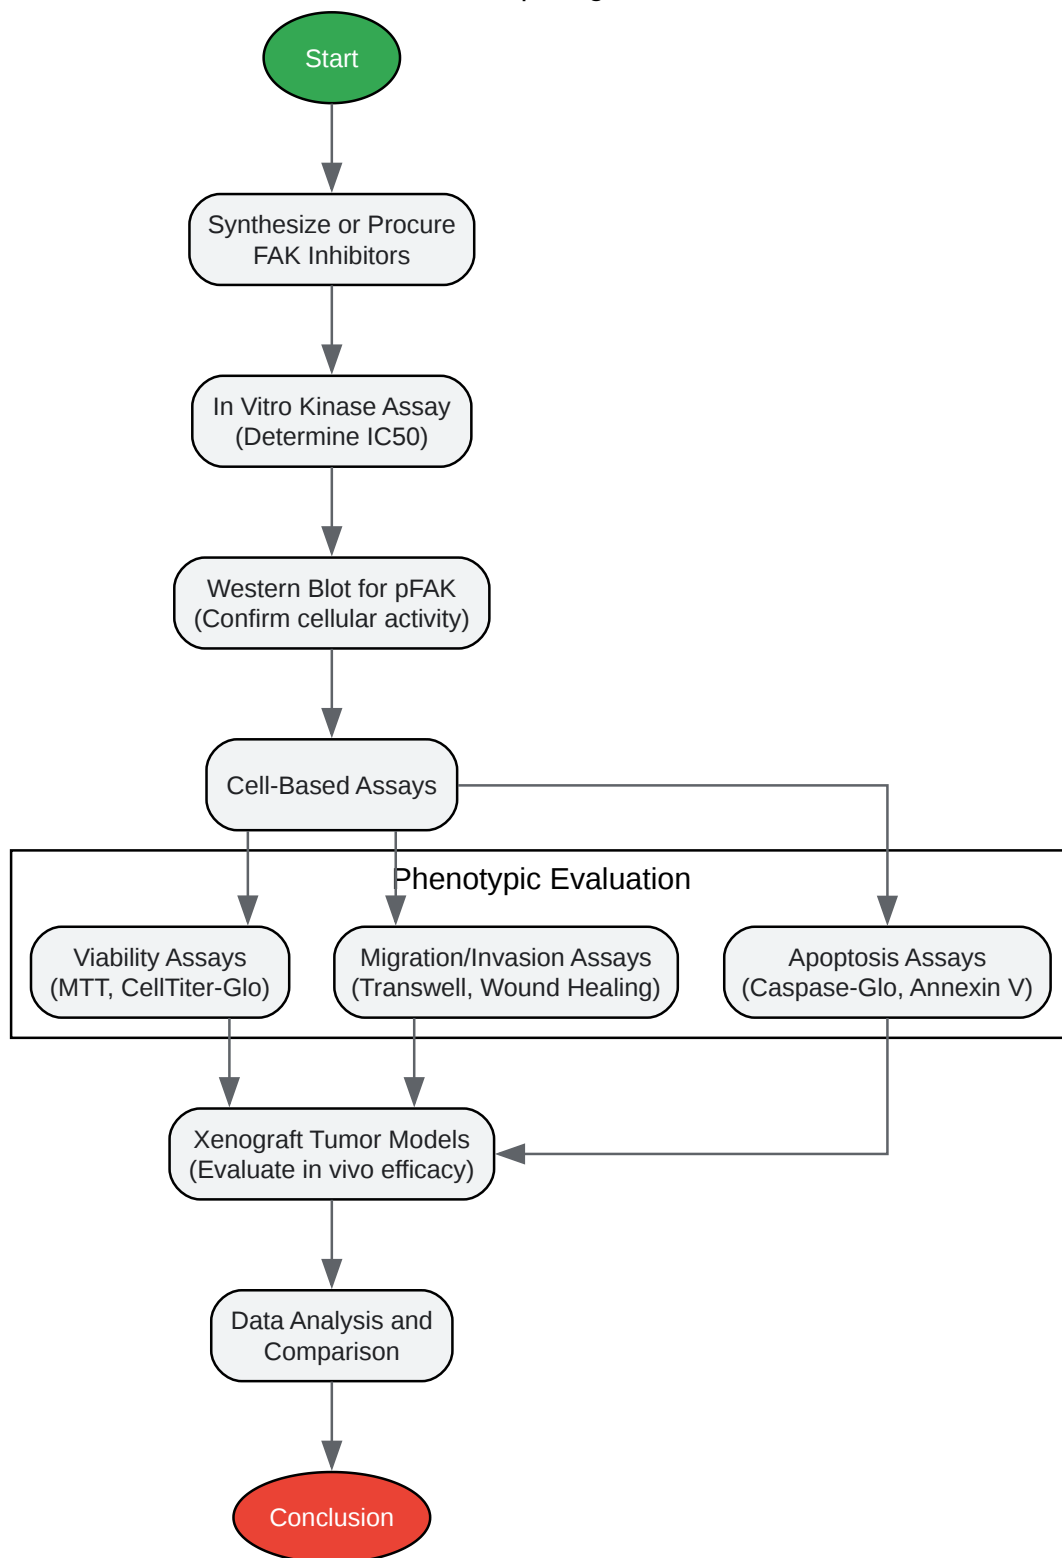 Start
Synthesize or Procure
FAK Inhibitors
In Vitro Kinase Assay
(Determine IC50)
Western Blot for pFAK
(Confirm cellular activity)
Cell-Based Assays
Phenotypic Evaluation
Viability Assays
(MTT, CellTiter-Glo)
Migration/Invasion Assays
(Transwell, Wound Healing)
Apoptosis Assays
(Caspase-Glo, Annexin V)
Xenograft Tumor Models
(Evaluate in vivo efficacy)
Data Analysis and
Comparison
Conclusion